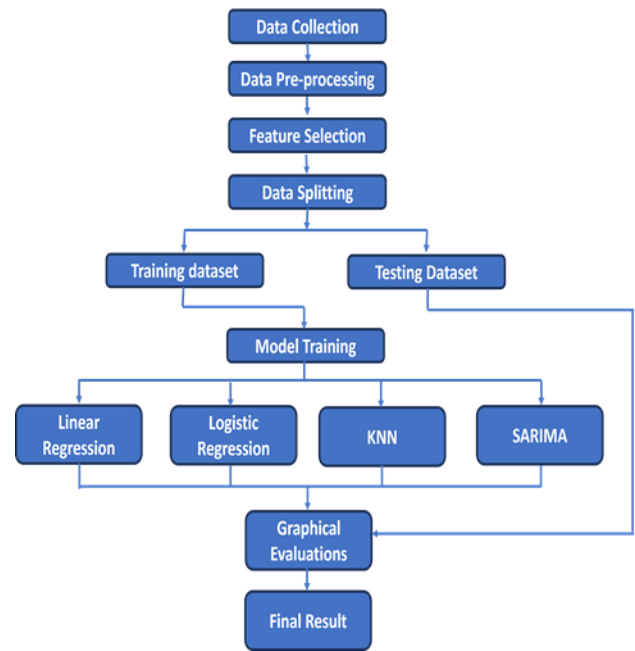 Data Collection
Data Pre-processing
Feature Selection
Data Splitting
Training dataset
Testing Dataset
Model Training
Linear
Regression
Logistic
Regression
KNN
SARIMA
Graphical
Evaluations
Final Result